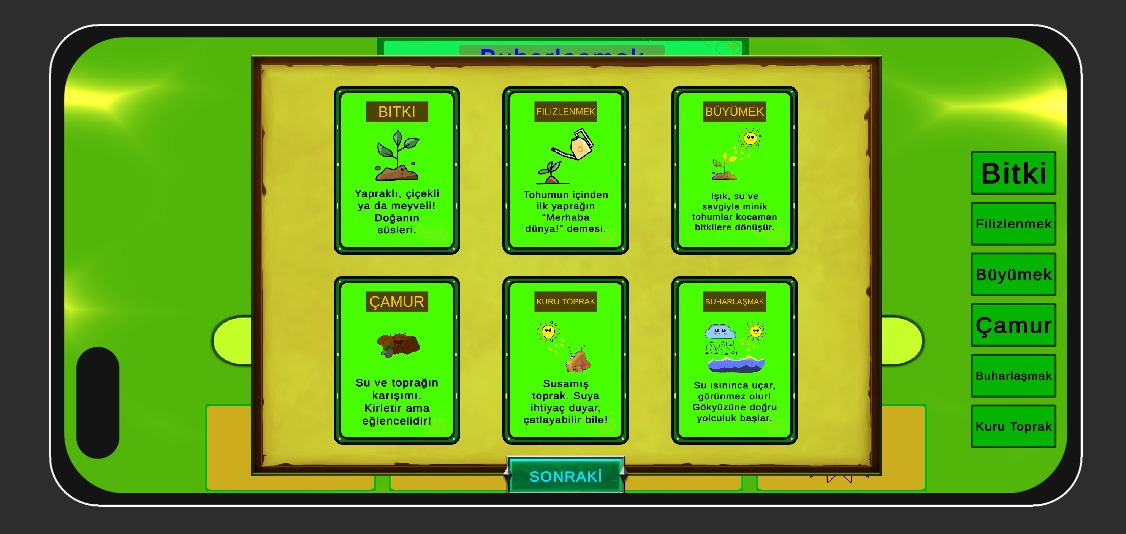 Buharlaşmak
BITKI
Yapraklı, çiçekli
ya da meyveli!
Doğanın
süsleri.
FILIZLENMEK
Tohumun içinden
ilk yaprağın
"Merhaba
dünya!" demesi.
BÜYÜMEK
Işık, su ve
sevgiyle minik
tohumlar kocaman
bitkilere dönüşür.
ÇAMUR
Su ve toprağın
karışımı.
Kirletir ama
eğlencelidir!
KURU TOPRAK
Susamış
toprak. Suya
ihtiyaç duyar,
çatlayabilir bile!
BUHARLAŞMAK
Su ısınınca uçar,
görünmez olur!
Gökyüzüne doğru
yolculuk başlar.
SONRAKİ
Bitki
Filizlenmek
Büyümek
Çamur
Buharlaşmak
Kuru Toprak